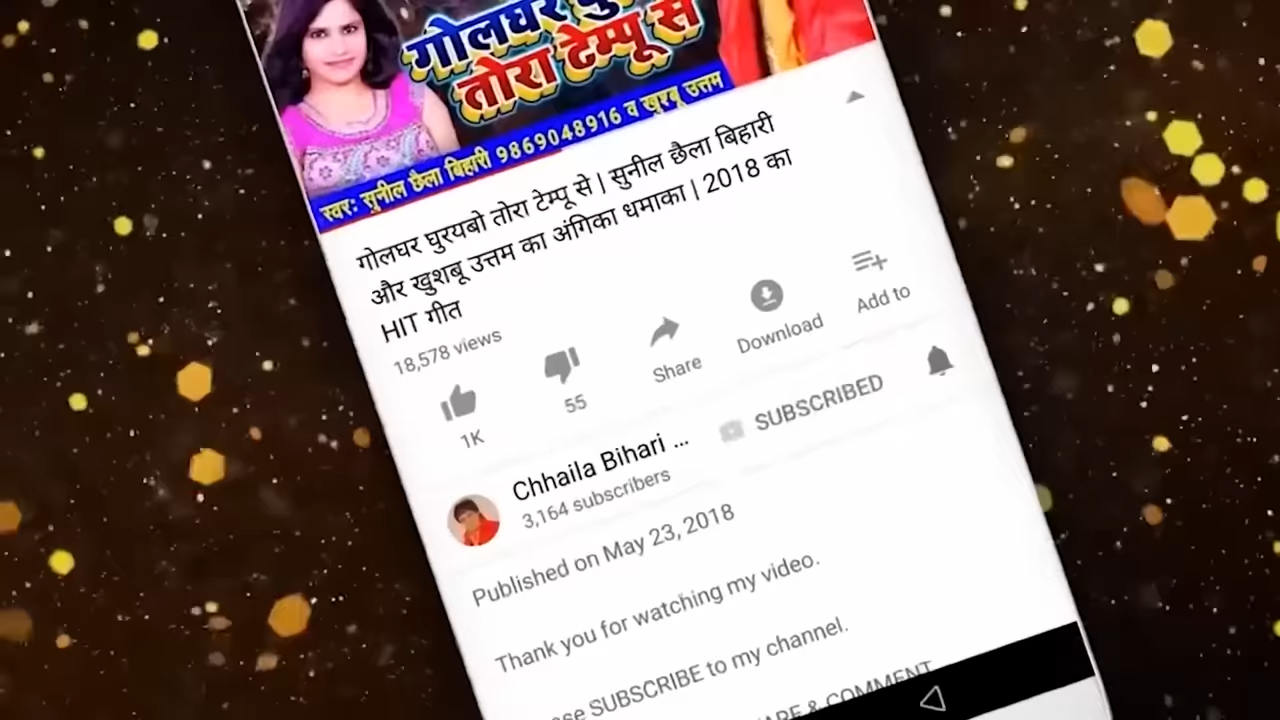 गोलघर घु
तोरा टेम्पू से
स्वरः सुनील छैला बिहारी 9869048916 व खुश्बू उत्तम
गोलघर घुरयबो तोरा टेम्पू से | सुनील छैला बिहारी
और खुशबू उत्तम का अंगिका धमाका | 2018 का
HIT गीत
18,578 views
1K
55
Share
Download
Add to
Chhaila Bihari ...
3,164 subscribers
SUBSCRIBED
Published on May 23, 2018
Thank you for watching my video.
SUBSCRIBE to my channel.
& COMMENT